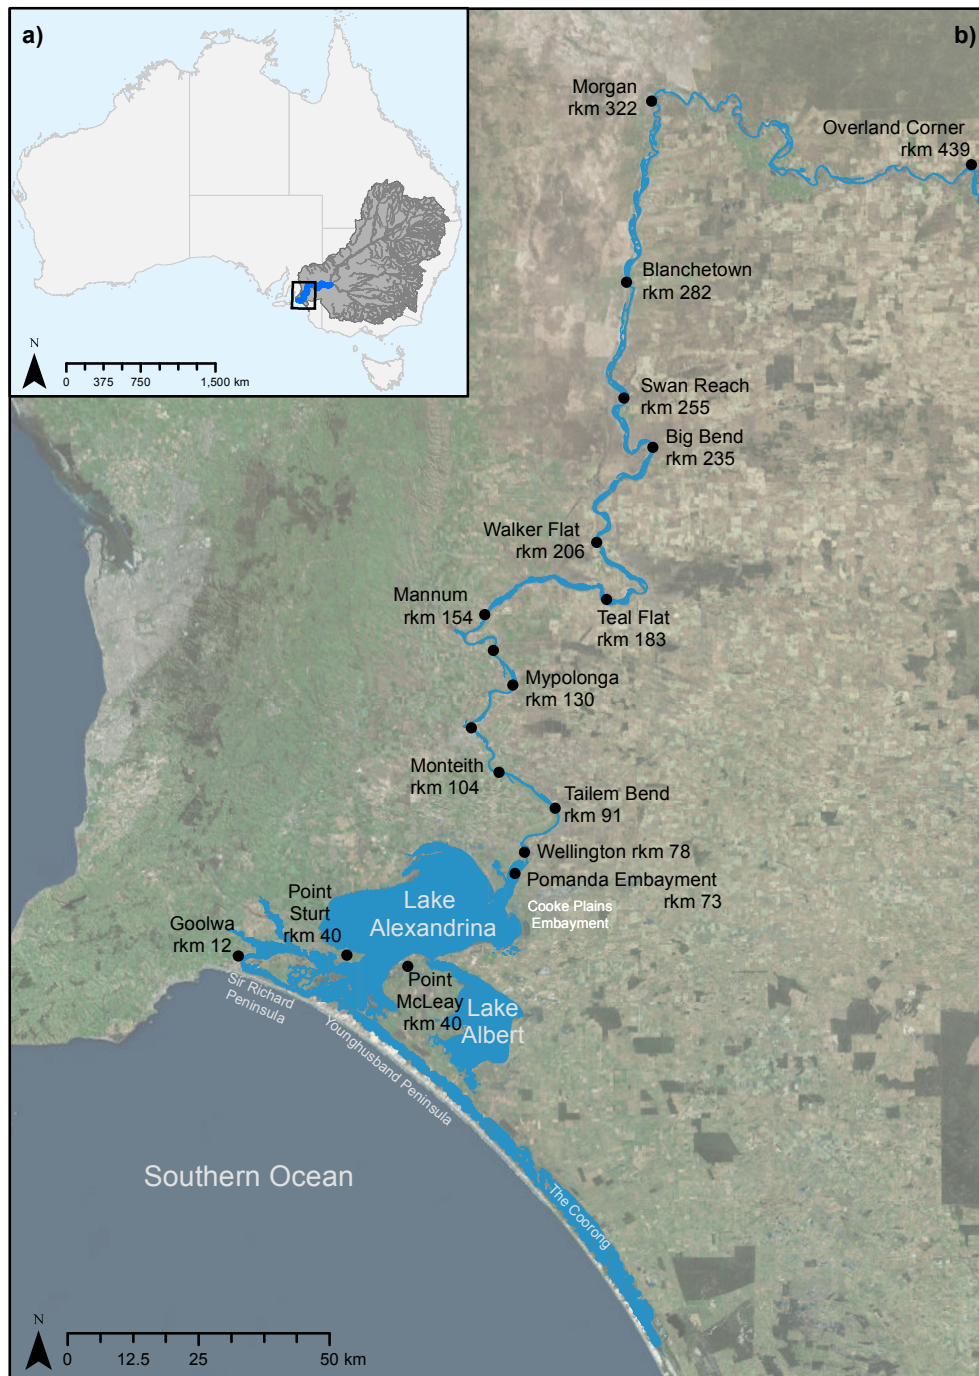 a)
N
0 375 750 1,500 km
b)
Morgan
rkm 322
Overland Corner
rkm 439
Blanchetown
rkm 282
Swan Reach
rkm 255
Big Bend
rkm 235
Walker Flat
rkm 206
Mannum
rkm 154
Teal Flat
rkm 183
Mypolonga
rkm 130
Monteith
rkm 104
Tailem Bend
rkm 91
Wellington rkm 78
Pomanda Embayment
rkm 73
Cooke Plains
Embayment
Lake
Alexandrina
Point
Sturt
rkm 40
Goolwa
rkm 12
Point
McLeay
rkm 40
Lake
Albert
Sir Richard
Peninsula
Younghusband Peninsula
Southern Ocean
The Coorong
N
0 12.5 25 50 km